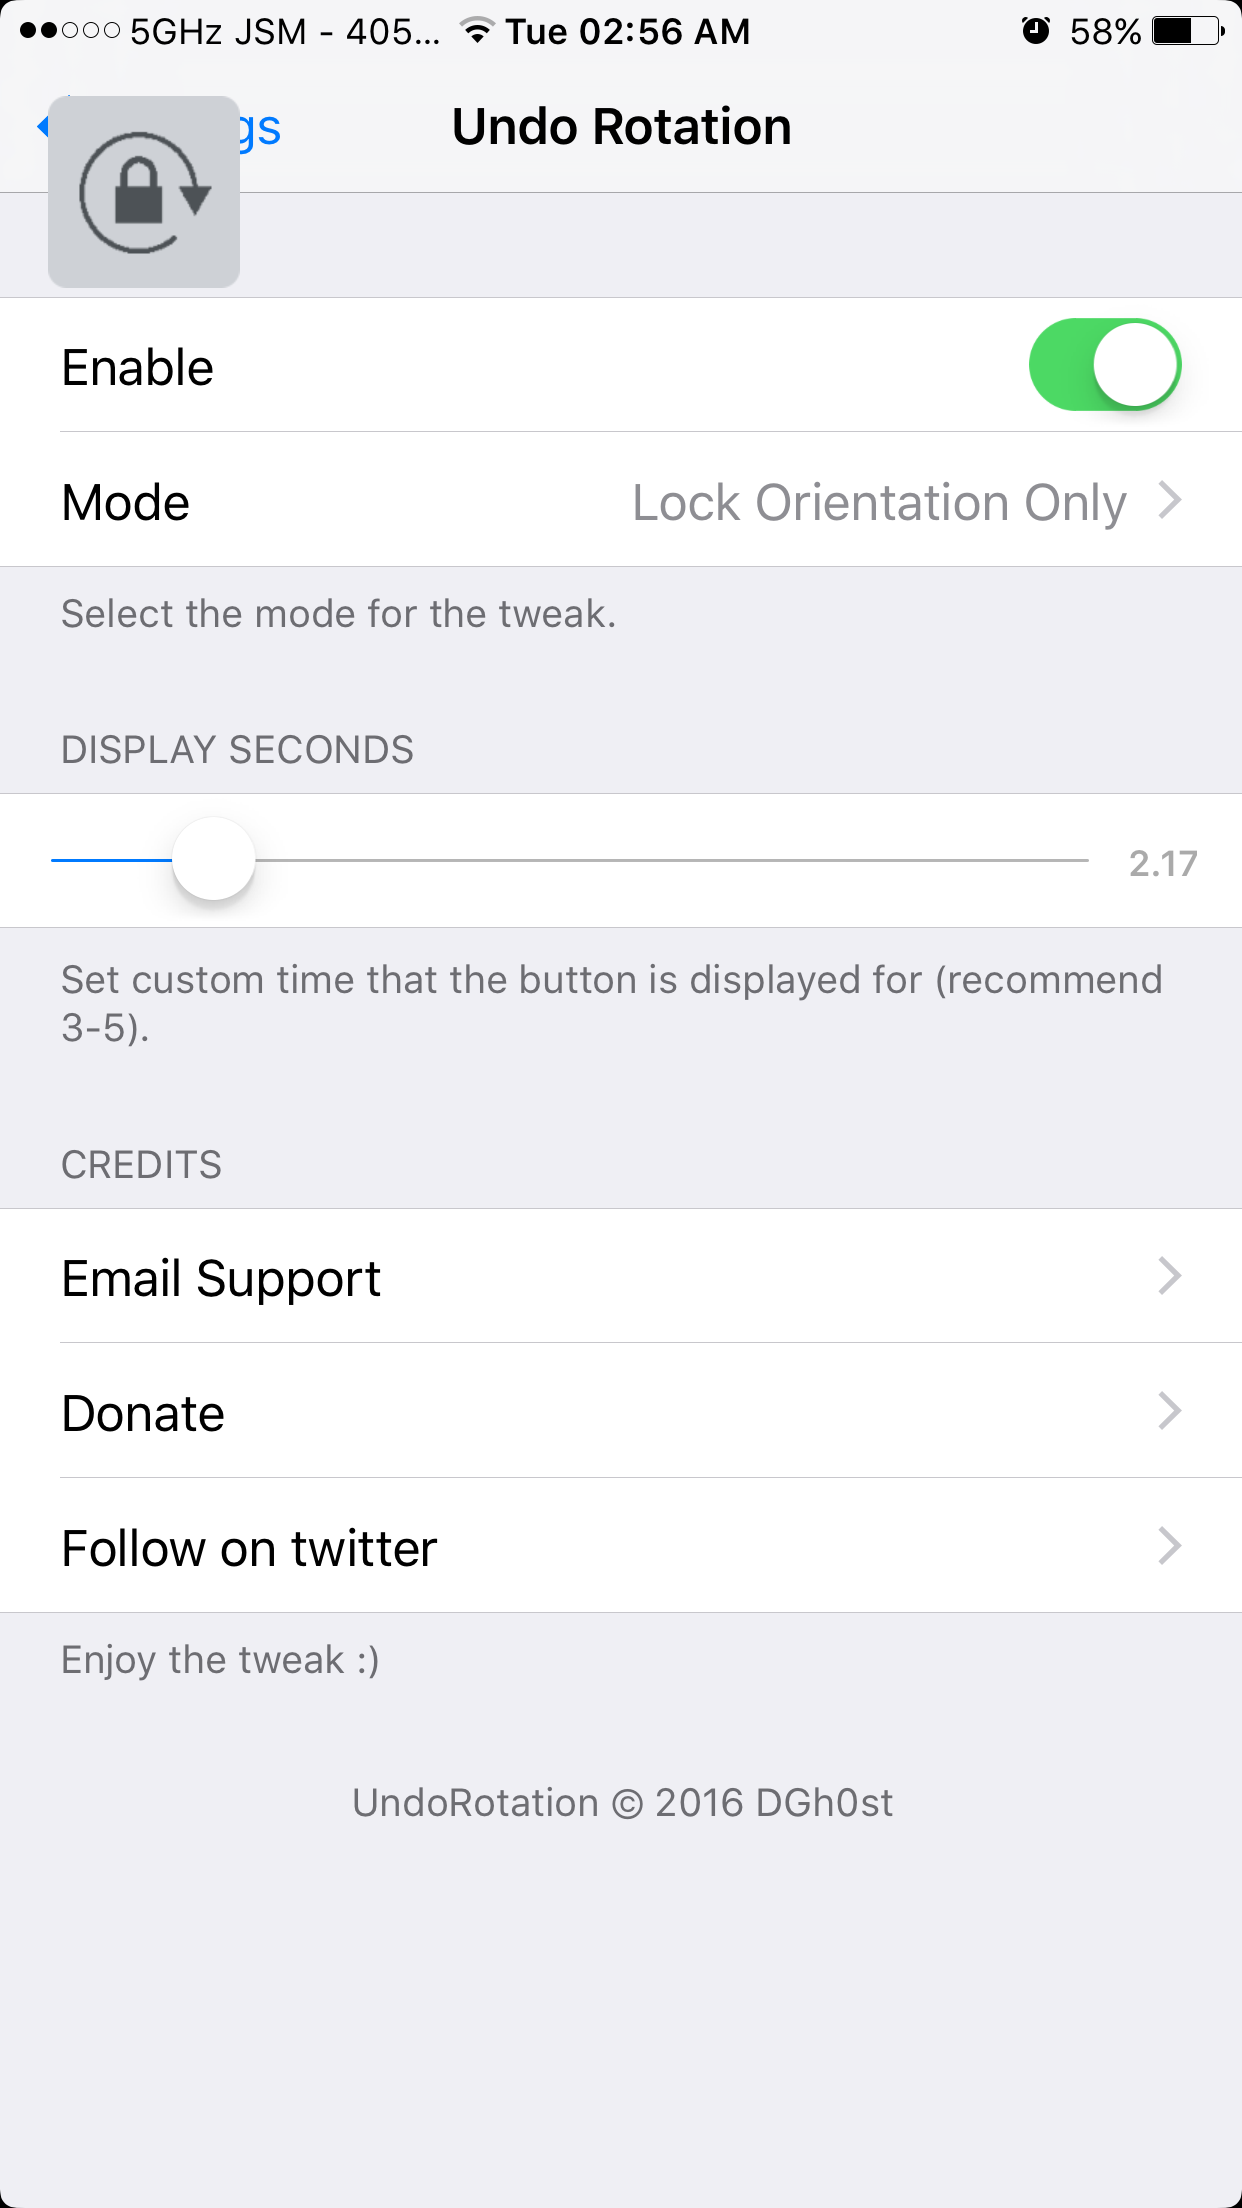 5GHz JSM - 405... Tue 02:56 AM 58%
gs Undo Rotation
Enable
Mode Lock Orientation Only
Select the mode for the tweak.
DISPLAY SECONDS
2.17
Set custom time that the button is displayed for (recommend
3-5).
CREDITS
Email Support
Donate
Follow on twitter
Enjoy the tweak :)
UndoRotation © 2016 DGh0st